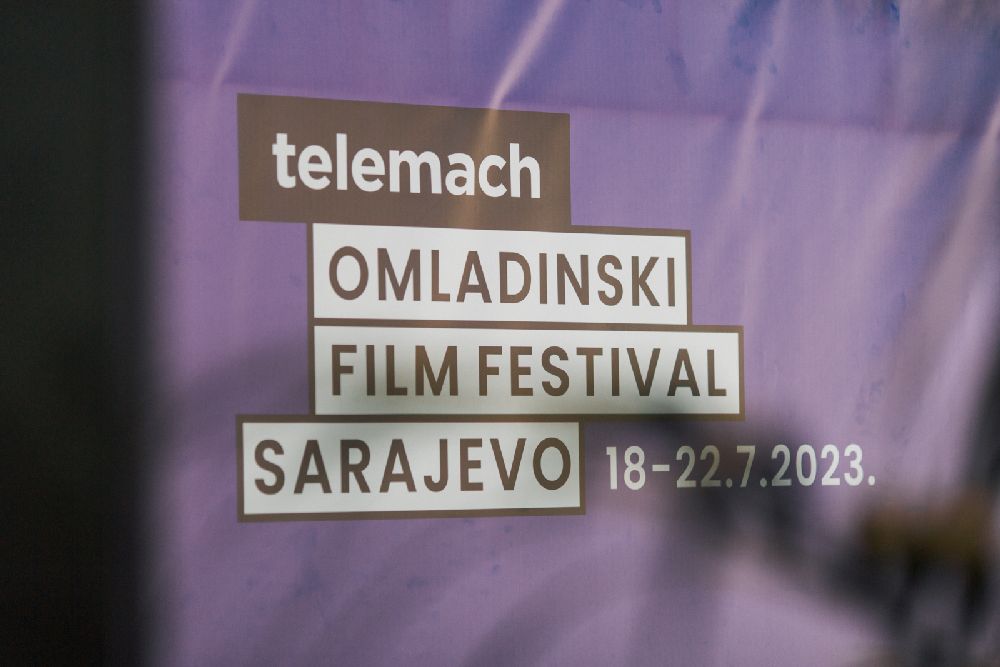 telemach
OMLADINSKI
FILM FESTIVAL
SARAJEVO 18-22.7.2023.